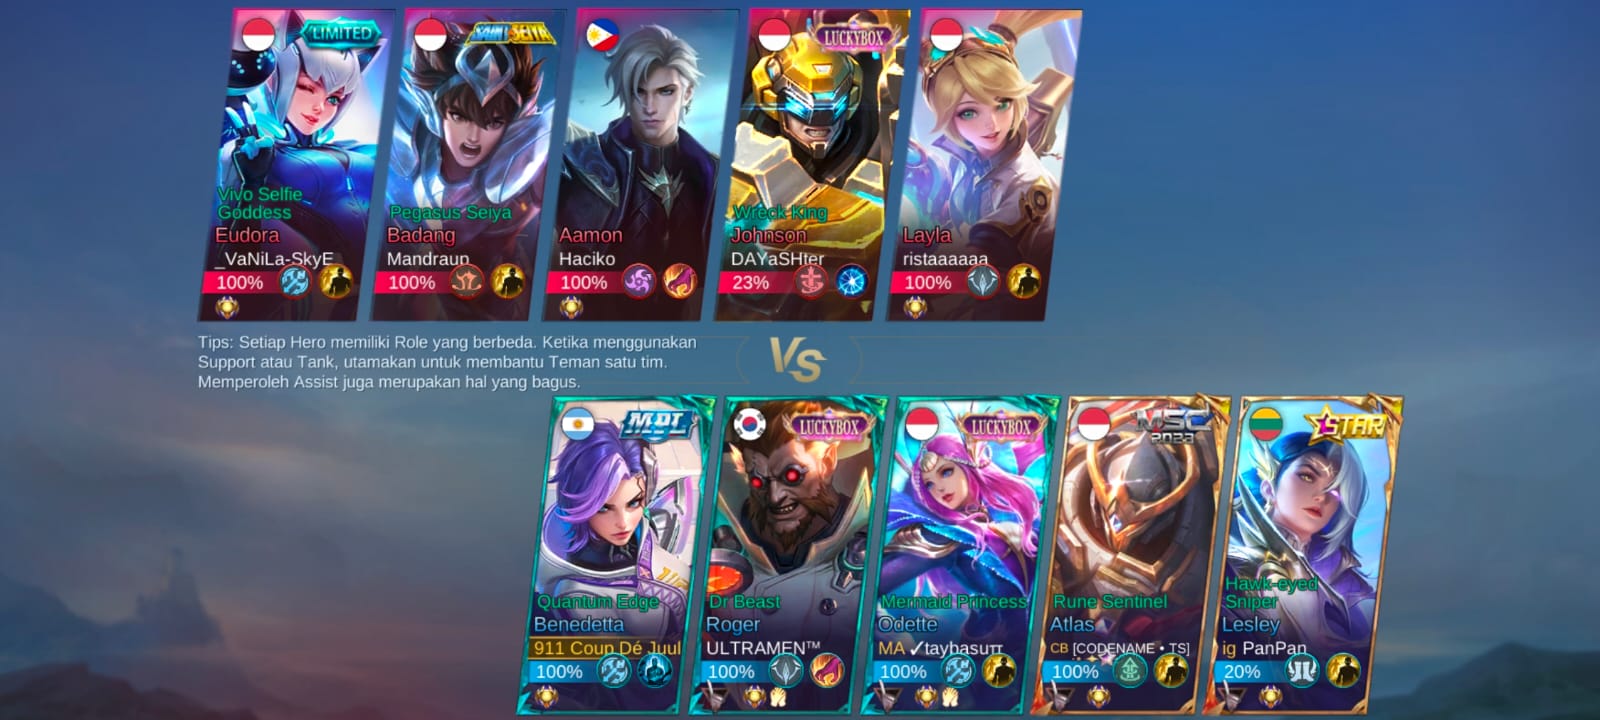 LIMITED
Vivo Selfie
Goddess
Eudora
_VaNiLa-SkyE
100%
SAINT SEIYA
Pegasus Seiya
Badang
Mandraup
100%
Aamon
Haciko
100%
LUCKYBOX
Wreck King
Johnson
DAYaSHter
23%
Layla
ristaaaaaa
100%
Tips: Setiap Hero memiliki Role yang berbeda. Ketika menggunakan
Support atau Tank, utamakan untuk membantu Teman satu tim.
Memperoleh Assist juga merupakan hal yang bagus.
VS
MPL
Quantum Edge
Benedetta
911 Coup Dé Juul
100%
LUCKYBOX
Dr Beast
Roger
ULTRAMEN™
100%
LUCKYBOX
Mermaid Princess
Odette
MA ✓taybasuππ
100%
MSC
2023
Rune Sentinel
Atlas
CB [CODENAME • TS]
100%
STAR
Hawk-eyed
Sniper
Lesley
ig PanPan
20%